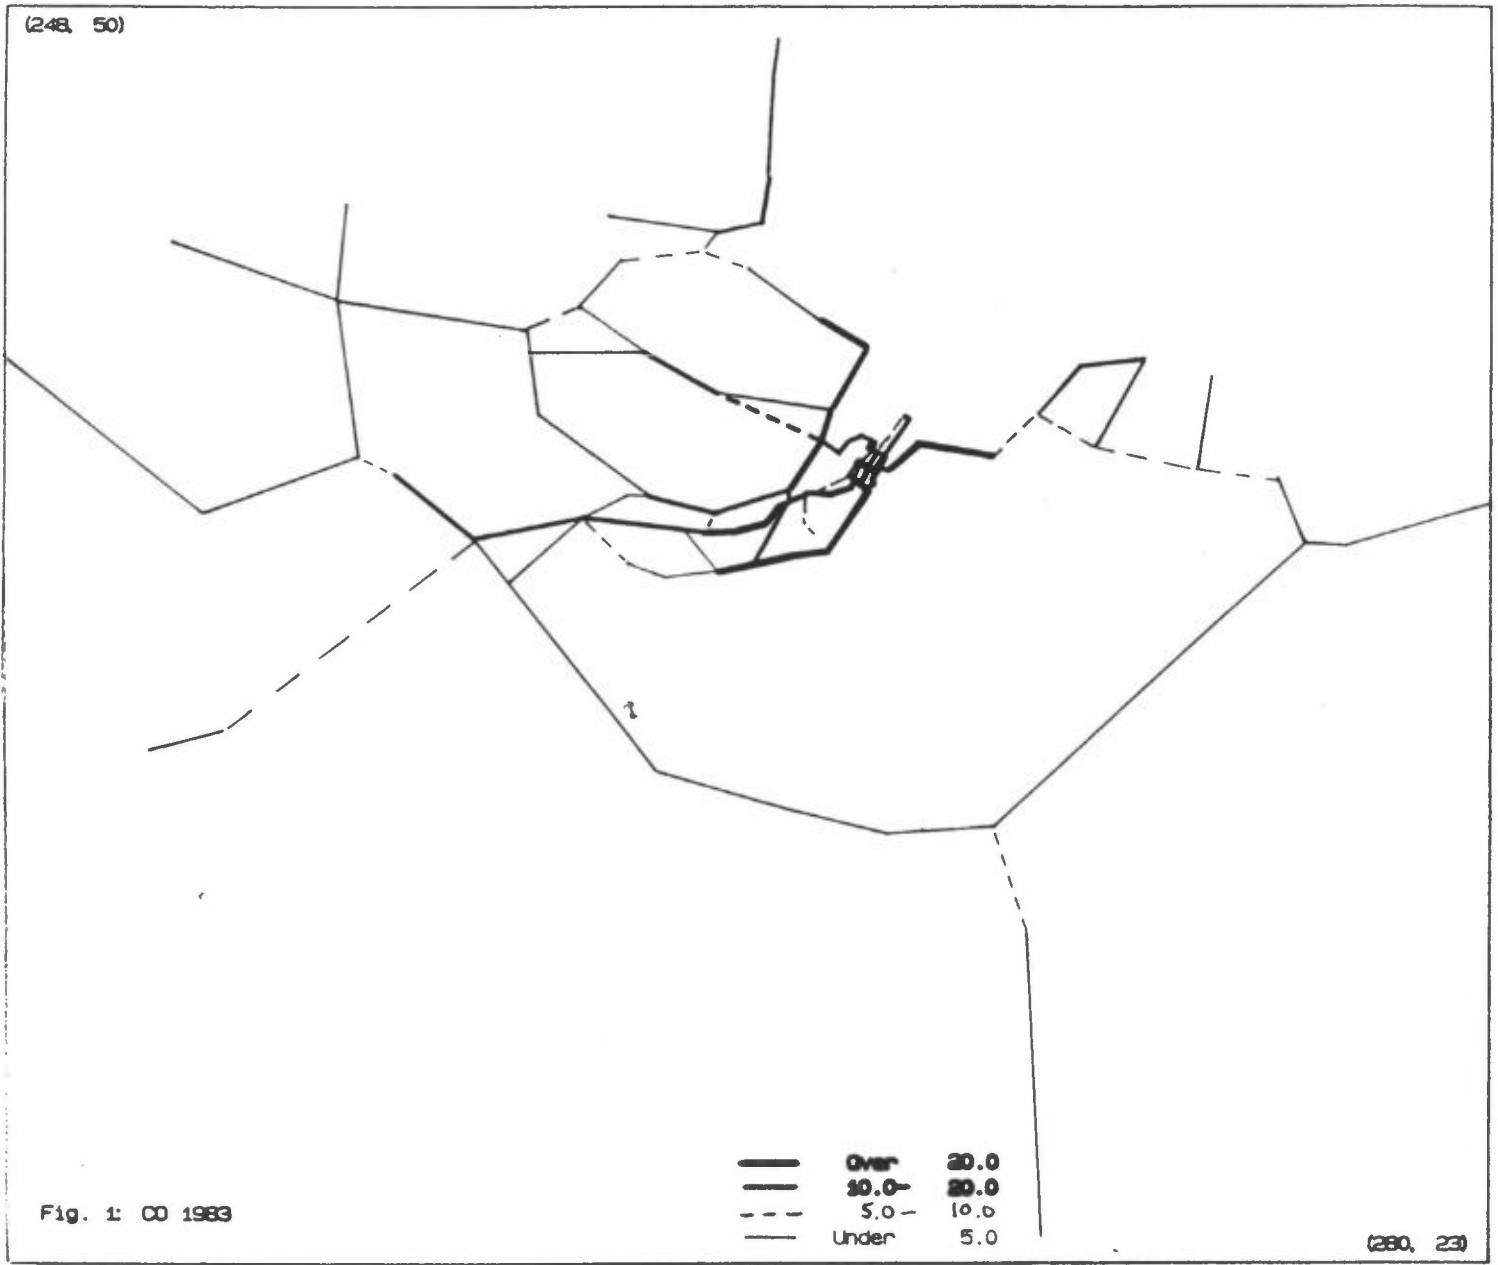 (248, 50)
Over 20.0
10.0- 20.0
5.0- 10.0
Under 5.0
Fig. 1: CO 1983
(280, 23)